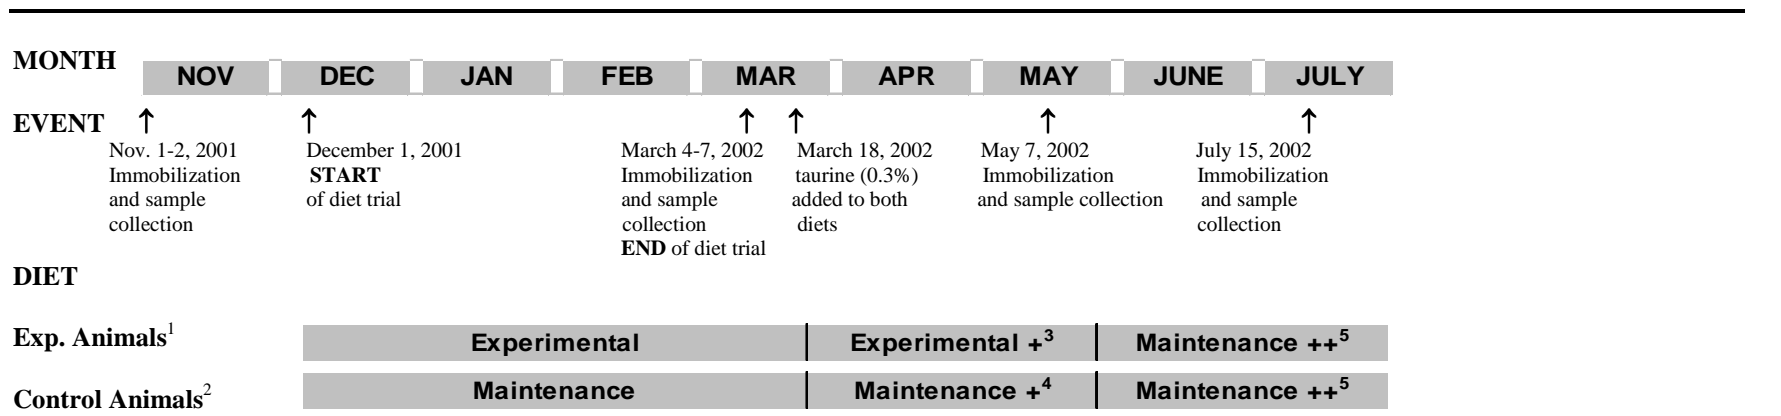 MONTH NOV DEC JAN FEB MAR APR MAY JUNE JULY
EVENT ↑ ↑ ↑ ↑ ↑ ↑
Nov. 1-2, 2001 December 1, 2001 March 4-7, 2002 March 18, 2002 May 7, 2002 July 15, 2002
Immobilization START Immobilization taurine (0.3%) Immobilization Immobilization
and sample of diet trial and sample added to both and sample collection and sample
collection collection diets collection
END of diet trial
DIET
Exp. Animals¹ Experimental Experimental +³ Maintenance ++⁵
Control Animals² Maintenance Maintenance +⁴ Maintenance ++⁵